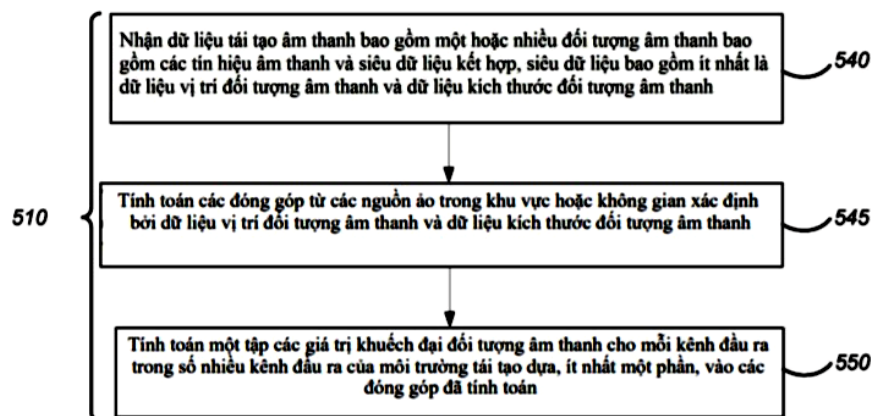 Nhận dữ liệu tái tạo âm thanh bao gồm một hoặc nhiều đối tượng âm thanh bao
gồm các tín hiệu âm thanh và siêu dữ liệu kết hợp, siêu dữ liệu bao gồm ít nhất là
dữ liệu vị trí đối tượng âm thanh và dữ liệu kích thước đối tượng âm thanh
540
510
Tính toán các đóng góp từ các nguồn ảo trong khu vực hoặc không gian xác định
bởi dữ liệu vị trí đối tượng âm thanh và dữ liệu kích thước đối tượng âm thanh
545
Tính toán một tập các giá trị khuếch đại đối tượng âm thanh cho mỗi kênh đầu ra
trong số nhiều kênh đầu ra của môi trường tái tạo dựa, ít nhất một phần, vào các
đóng góp đã tính toán
550